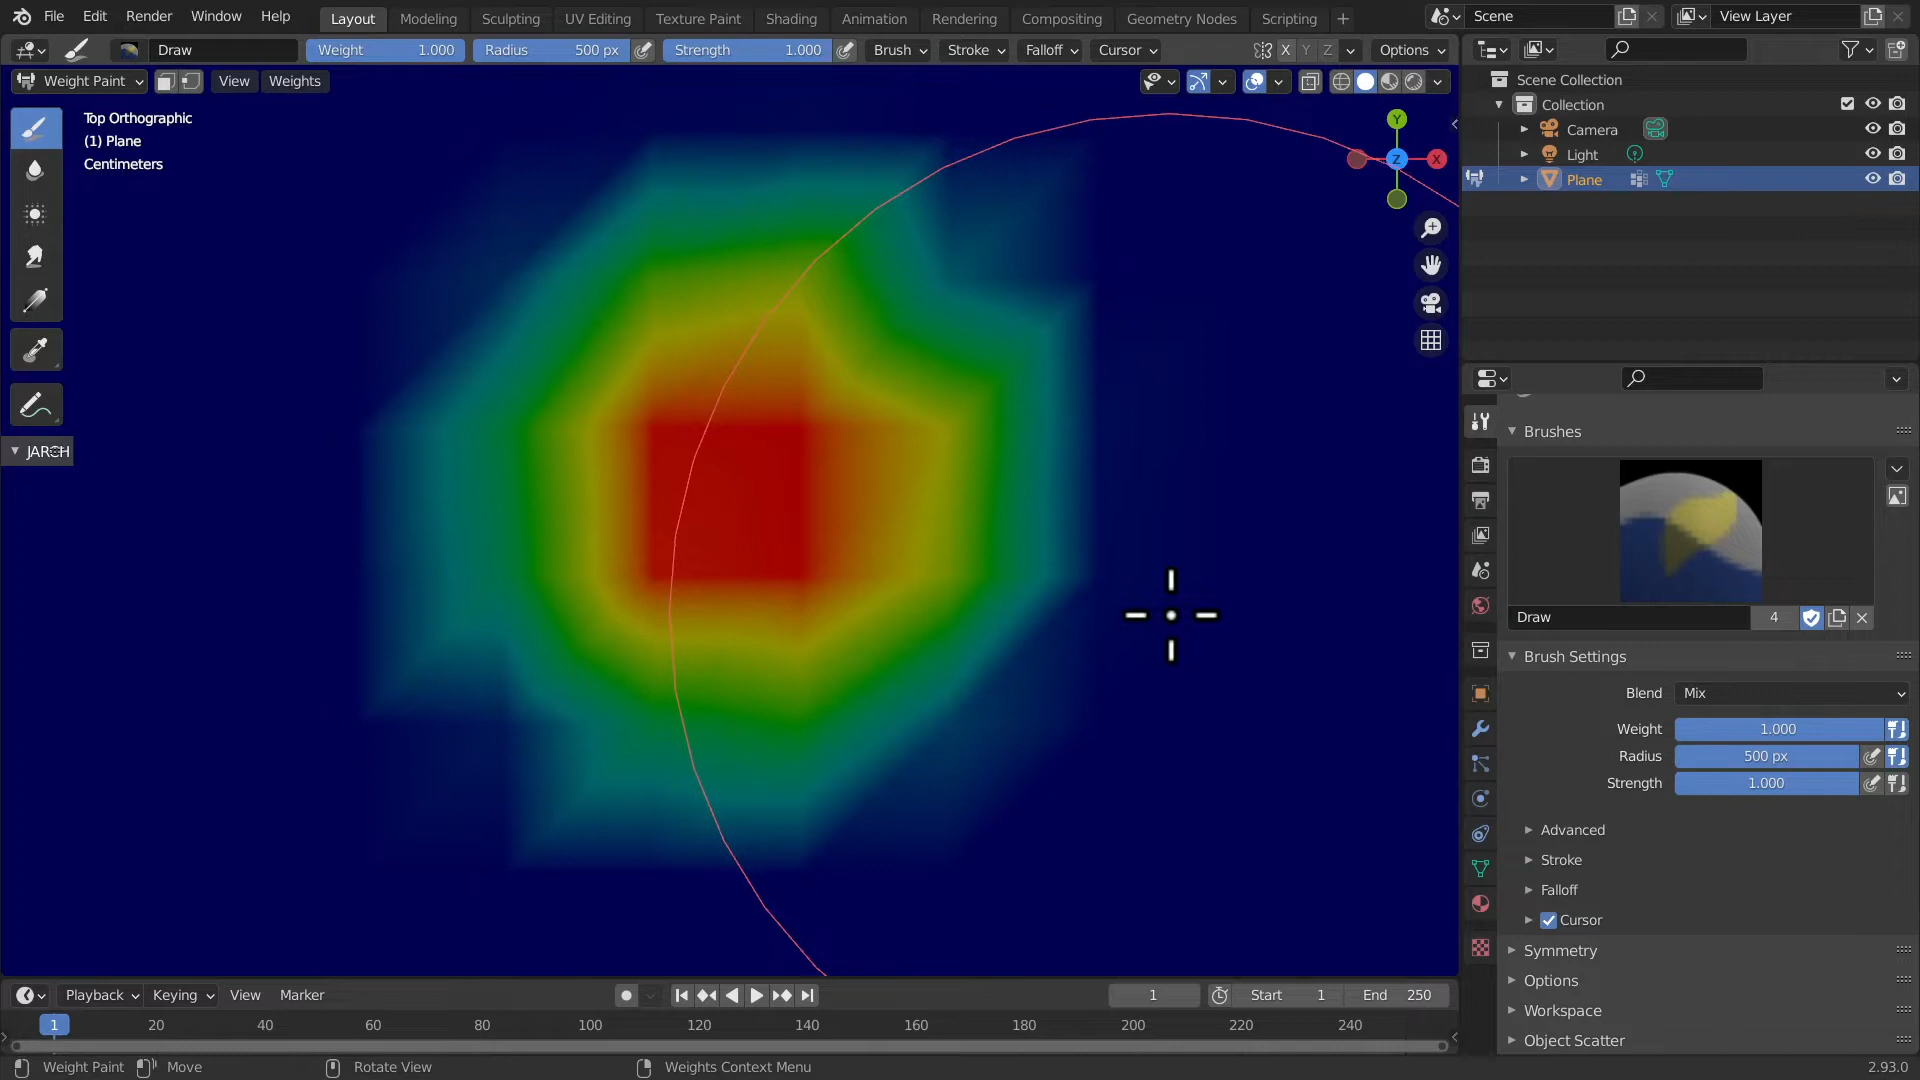 File Edit Render Window Help
Layout Modeling Sculpting UV Editing Texture Paint Shading Animation Rendering Compositing Geometry Nodes Scripting +
Scene
View Layer
Draw Weight 1.000 Radius 500 px Strength 1.000 Brush Stroke Falloff Cursor X Y Z Options
Weight Paint View Weights
Top Orthographic
(1) Plane
Centimeters
Y
Z X
JARCH
Scene Collection
Collection
Camera
Light
Plane
Brushes
Draw 4
Brush Settings
Blend Mix
Weight 1.000
Radius 500 px
Strength 1.000
Advanced
Stroke
Falloff
Cursor
Symmetry
Options
Workspace
Object Scatter
Playback Keying View Marker 1 Start 1 End 250
1 20 40 60 80 100 120 140 160 180 200 220 240
Weight Paint Move Rotate View Weights Context Menu 2.93.0